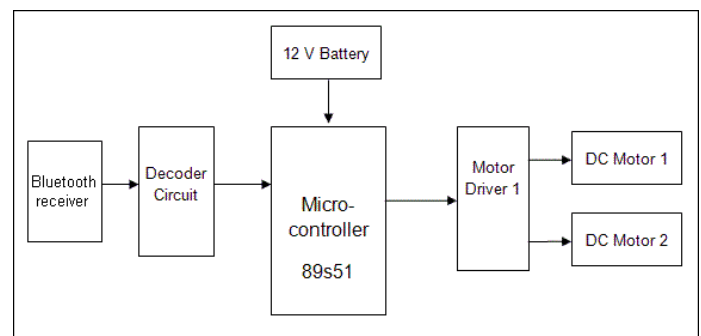 12 V Battery
Bluetooth
receiver
Decoder
Circuit
Micro-
controller
89s51
Motor
Driver 1
DC Motor 1
DC Motor 2